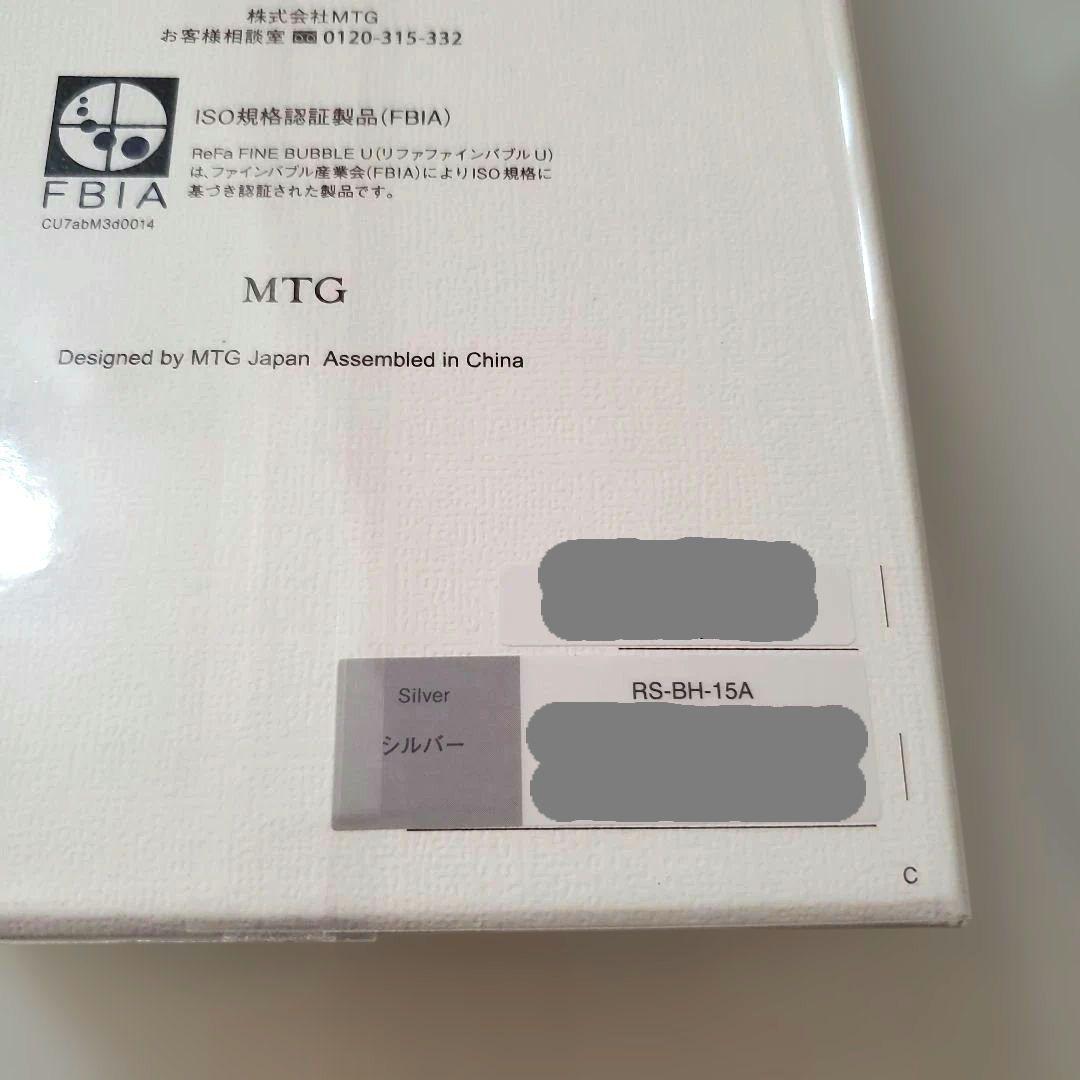 株式会社MTG
お客様相談室 0120-315-332
ISO規格認証製品(FBIA)
ReFa FINE BUBBLE U(リファファインバブル U)
は、ファインバブル産業会(FBIA)によりISO規格に
基づき認証された製品です。
FBIA
CU7abM3d0014
MTG
Designed by MTG Japan Assembled in China
Silver
シルバー
RS-BH-15A
C